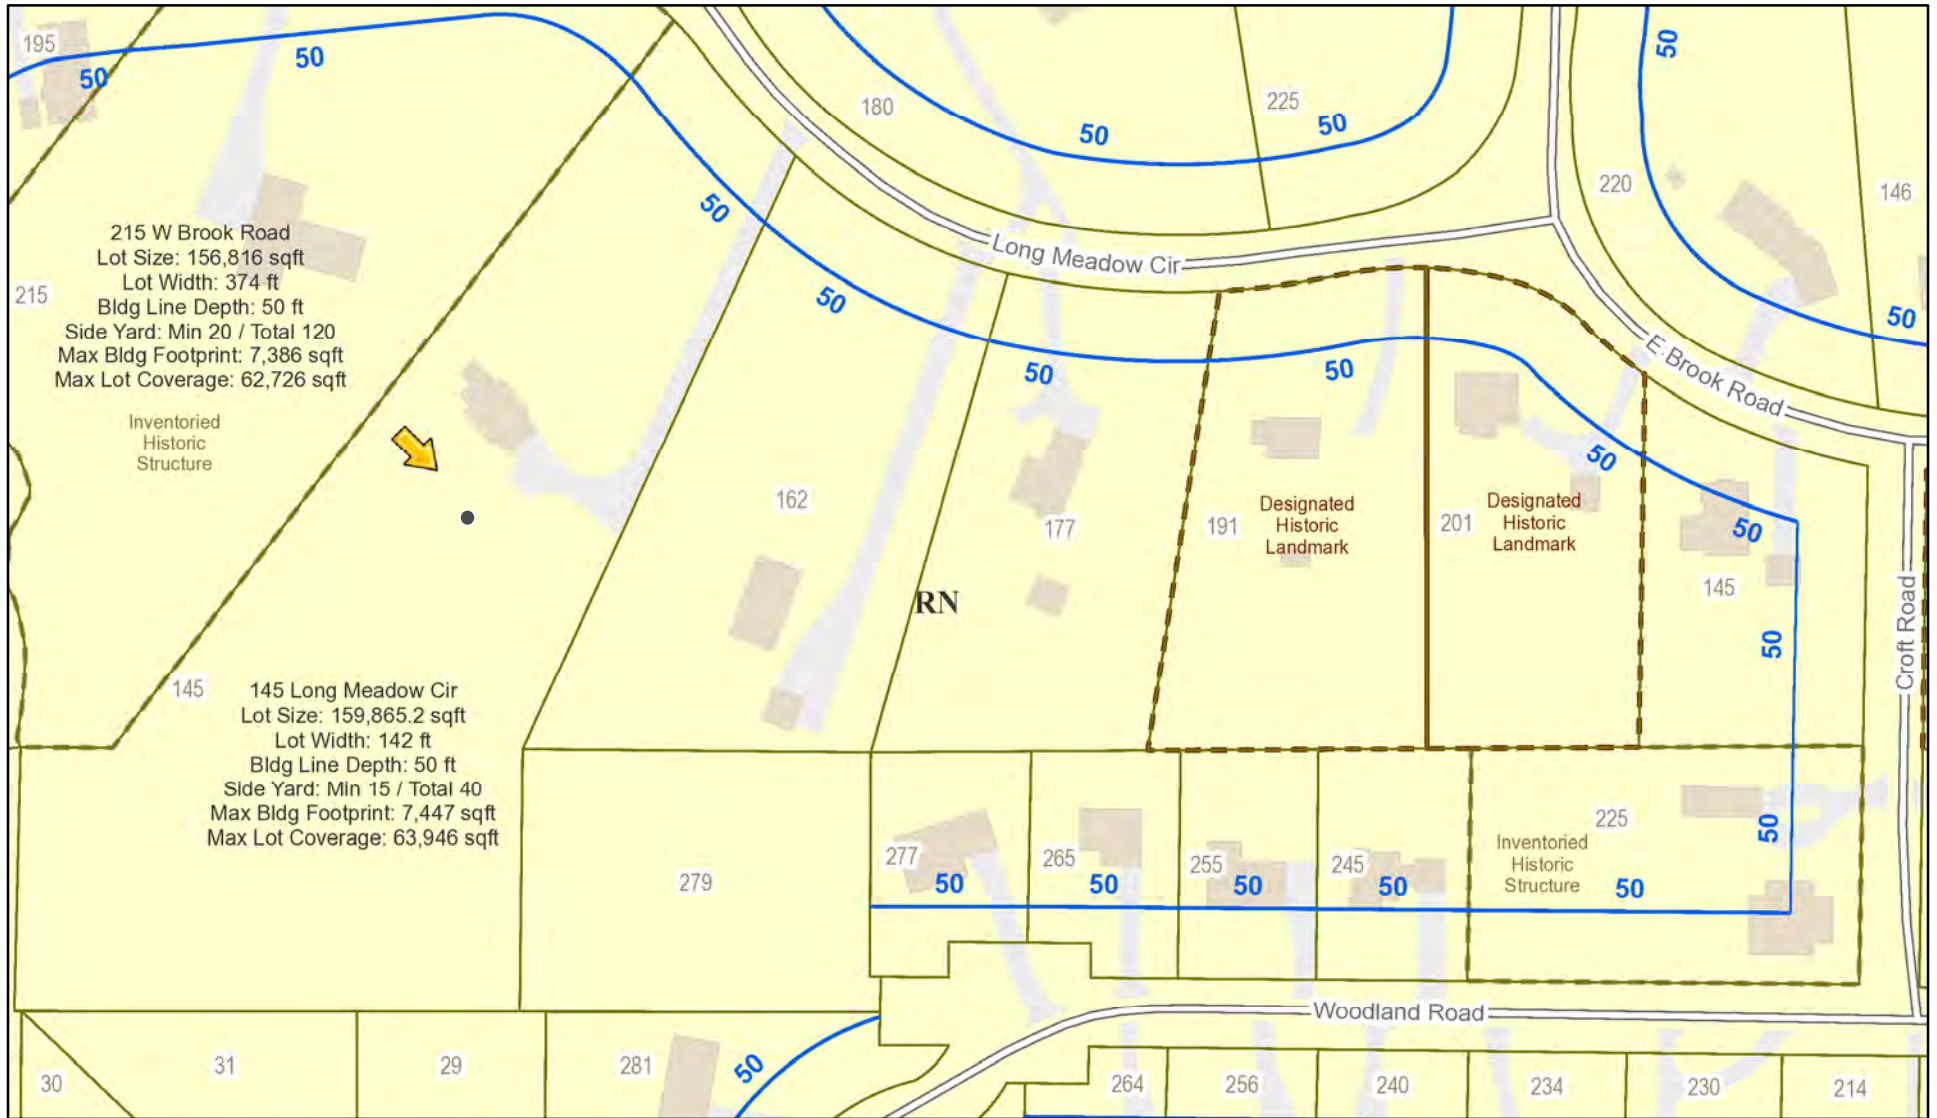 195
50
50
50
180
225
50
50
220
146
50
50
215 W Brook Road
Lot Size: 156,816 sqft
Lot Width: 374 ft
Bldg Line Depth: 50 ft
Side Yard: Min 20 / Total 120
Max Bldg Footprint: 7,386 sqft
Max Lot Coverage: 62,726 sqft
215
Inventoried
Historic
Structure
Long Meadow Cir
50
50
50
50
E Brook Road
50
162
177
191
Designated
Historic
Landmark
201
Designated
Historic
Landmark
50
145
RN
50
Croft Road
145
145 Long Meadow Cir
Lot Size: 159,865.2 sqft
Lot Width: 142 ft
Bldg Line Depth: 50 ft
Side Yard: Min 15 / Total 40
Max Bldg Footprint: 7,447 sqft
Max Lot Coverage: 63,946 sqft
279
277
50
265
50
255
50
245
50
225
Inventoried
Historic
Structure
50
50
Woodland Road
30
31
29
281
50
264
256
240
234
230
214